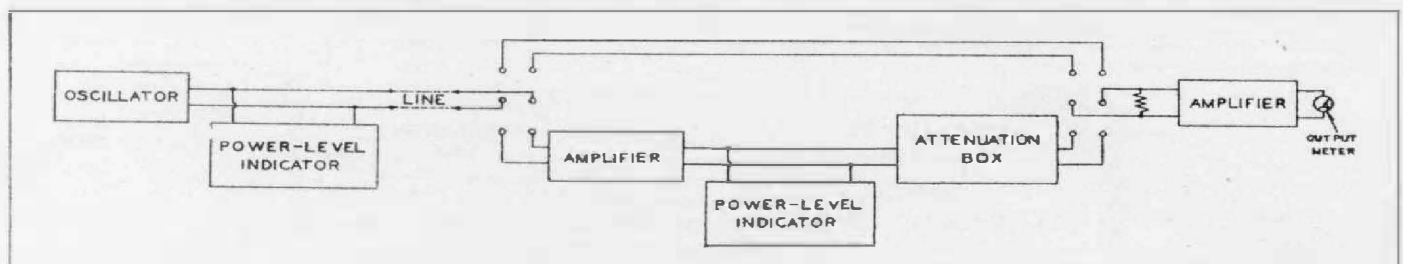 OSCILLATOR
LINE
POWER-LEVEL
INDICATOR
AMPLIFIER
POWER-LEVEL
INDICATOR
ATTENUATION
BOX
AMPLIFIER
OUTPUT
METER